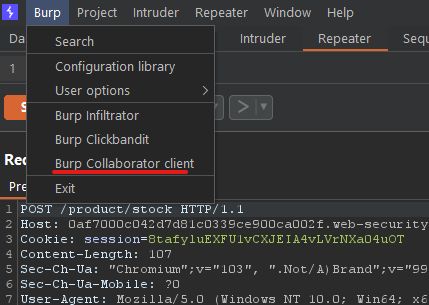 Burp Project Intruder Repeater Window Help
Da Intruder Repeater Sequ
1
Search
Configuration library
User options >
Burp Infiltrator
Burp Clickbandit
Burp Collaborator client
Exit
S >
Req
Pre
1 POST /product/stock HTTP/1.1
2 Host: 0af7000c042d7d81c0339ce900ca002f.web-security
3 Cookie: session=8tafyluEXFUlvCXJEIA4vLVrNXa04uOT
4 Content-Length: 107
5 Sec-Ch-Ua: "Chromium";v="103", ".Not/A)Brand";v="99
6 Sec-Ch-Ua-Mobile: ?0
7 User-Agent: Mozilla/5.0 (Windows NT 10.0; Win64; x6